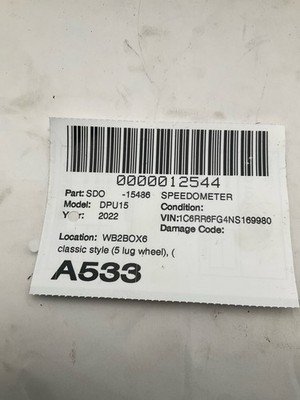 0000012544
Part: SDO -15486 SPEEDOMETER
Model: DPU15 Condition:
Year: 2022 VIN:1C6RR6FG4NS169980
Damage Code:
Location: WB2BOX6
classic style (5 lug wheel), (
A533